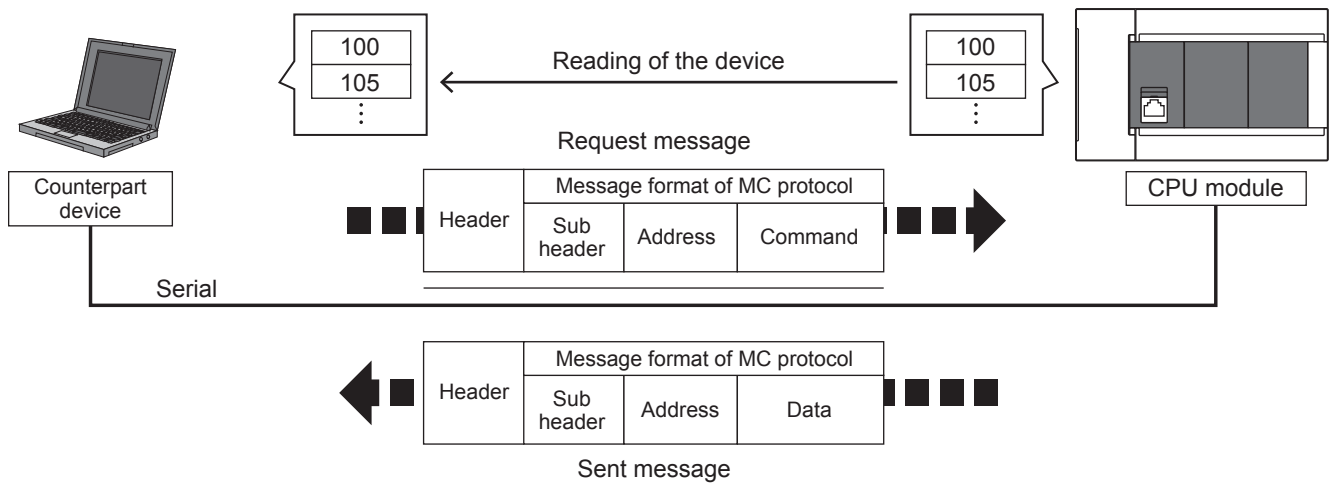 100
105
⋮
Reading of the device
100
105
⋮
Request message
Counterpart
device
CPU module
Header
Message format of MC protocol
Sub
header
Address
Command
Serial
Header
Message format of MC protocol
Sub
header
Address
Data
Sent message